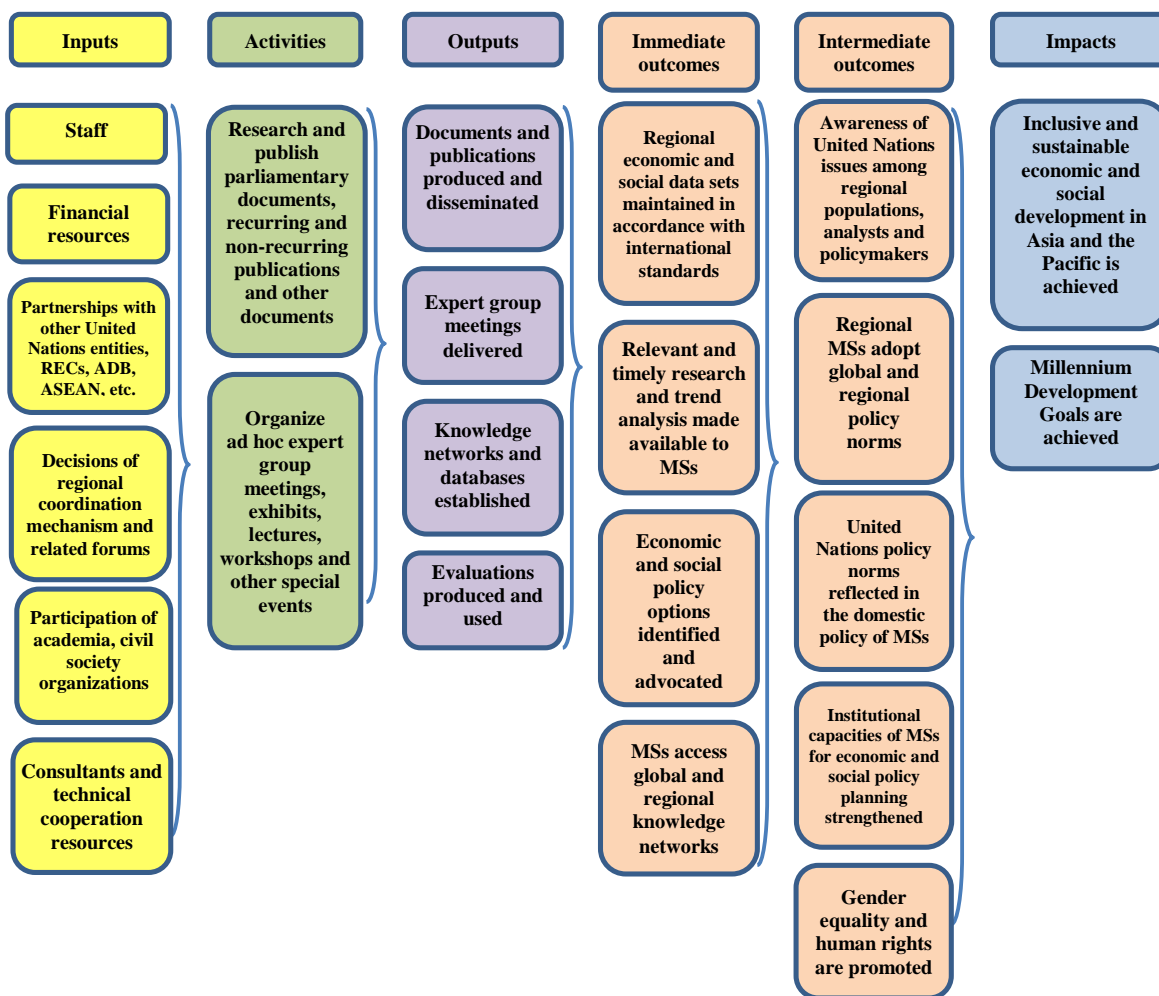 Inputs
Activities
Outputs
Immediate
outcomes
Intermediate
outcomes
Impacts
Staff
Financial
resources
Partnerships with
other United
Nations entities,
RECs, ADB,
ASEAN, etc.
Decisions of
regional
coordination
mechanism and
related forums
Participation of
academia, civil
society
organizations
Consultants and
technical
cooperation
resources
Research and
publish
parliamentary
documents,
recurring and
non-recurring
publications
and other
documents
Organize
ad hoc expert
group
meetings,
exhibits,
lectures,
workshops and
other special
events
Documents and
publications
produced and
disseminated
Expert group
meetings
delivered
Knowledge
networks and
databases
established
Evaluations
produced and
used
Regional
economic and
social data sets
maintained in
accordance with
international
standards
Relevant and
timely research
and trend
analysis made
available to
MSs
Economic
and social
policy
options
identified
and
advocated
MSs access
global and
regional
knowledge
networks
Awareness of
United Nations
issues among
regional
populations,
analysts and
policymakers
Regional
MSs adopt
global and
regional
policy
norms
United
Nations policy
norms
reflected in
the domestic
policy of MSs
Institutional
capacities of MSs
for economic and
social policy
planning
strengthened
Gender
equality and
human rights
are promoted
Inclusive and
sustainable
economic and
social
development in
Asia and the
Pacific is
achieved
Millennium
Development
Goals are
achieved